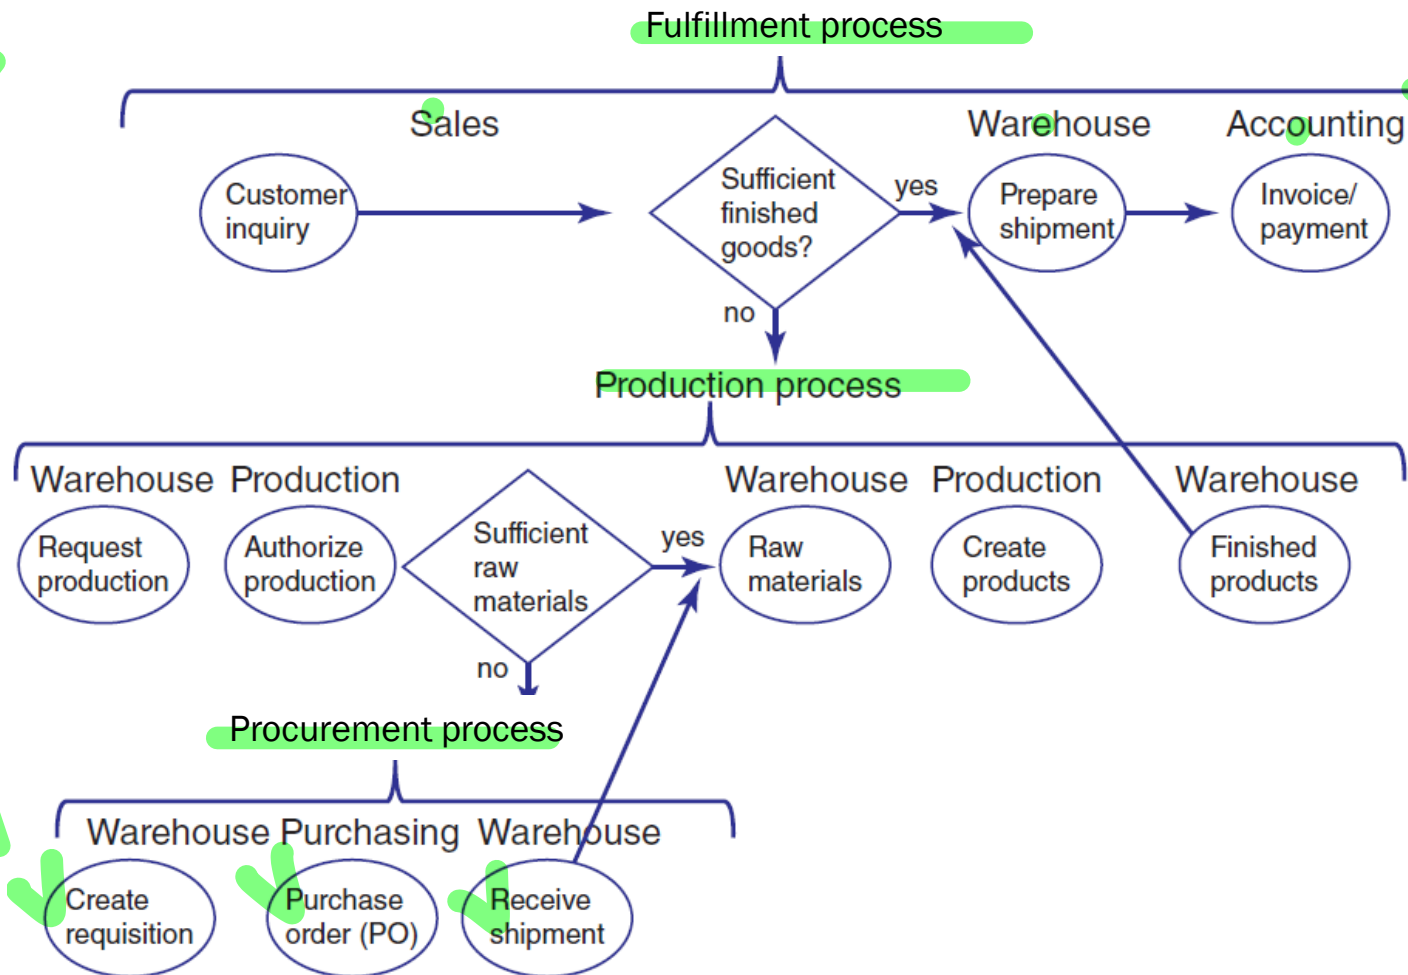 Fulfillment process
Sales
Warehouse
Accounting
Customer
inquiry
Sufficient
finished
goods?
yes
Prepare
shipment
Invoice/
payment
no
Production process
Warehouse
Production
Warehouse
Production
Warehouse
Request
production
Authorize
production
Sufficient
raw
materials
yes
Raw
materials
Create
products
Finished
products
no
Procurement process
Warehouse
Purchasing
Warehouse
Create
requisition
Purchase
order (PO)
Receive
shipment